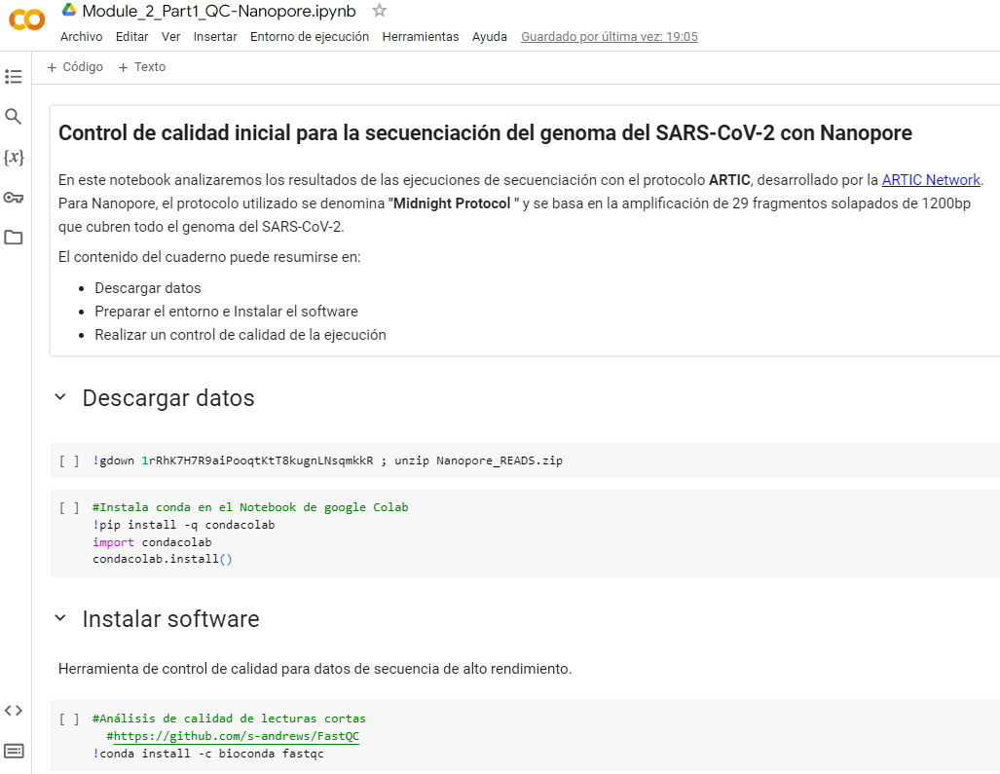 Module_2_Part1_QC-Nanopore.ipynb
Archivo Editar Ver Insertar Entorno de ejecución Herramientas Ayuda Guardado por última vez: 19:05
+ Código + Texto
Control de calidad inicial para la secuenciación del genoma del SARS-CoV-2 con Nanopore
En este notebook analizaremos los resultados de las ejecuciones de secuenciación con el protocolo ARTIC, desarrollado por la ARTIC Network.
Para Nanopore, el protocolo utilizado se denomina "Midnight Protocol " y se basa en la amplificación de 29 fragmentos solapados de 1200bp
que cubren todo el genoma del SARS-CoV-2.
El contenido del cuaderno puede resumirse en:
• Descargar datos
• Preparar el entorno e Instalar el software
• Realizar un control de calidad de la ejecución
{x}
Descargar datos
[ ] !gdown 1rRhK7H7R9aiPooqtKtT8kugnLNsqmkkR ; unzip Nanopore_READS.zip
[ ] #Instala conda en el Notebook de google Colab
!pip install -q condacolab
import condacolab
condacolab.install()
Instalar software
Herramienta de control de calidad para datos de secuencia de alto rendimiento.
[ ] #Análisis de calidad de lecturas cortas
#https://github.com/s-andrews/FastQC
!conda install -c bioconda fastqc